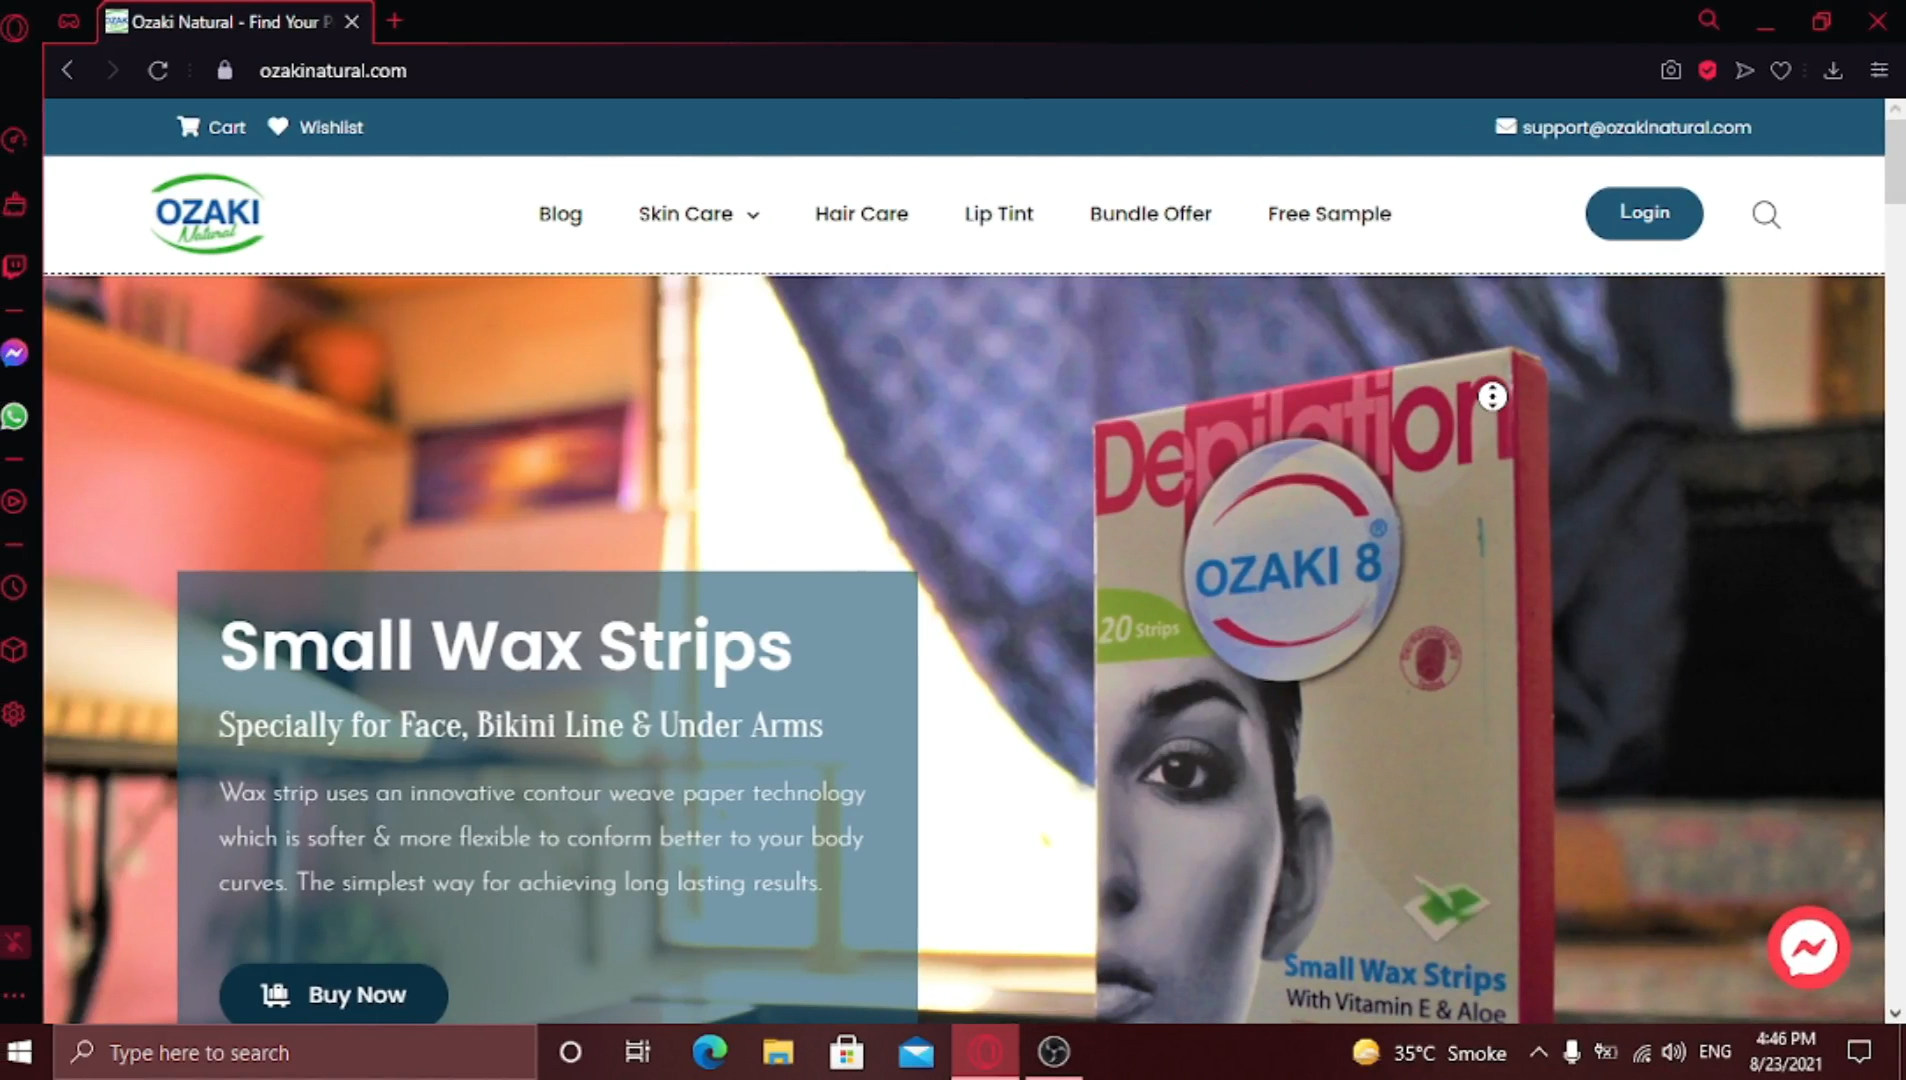 OZAKI
Ozaki Natural - Find Your P
ozakinatural.com
Cart
Wishlist
support@ozakinatural.com
OZAKI
Natural
Blog
Skin Care
Hair Care
Lip Tint
Bundle Offer
Free Sample
Login
Depilation
OZAKI 8 ®
20 Strips
Small Wax Strips
Specially for Face, Bikini Line & Under Arms
Wax strip uses an innovative contour weave paper technology
which is softer & more flexible to conform better to your body
curves. The simplest way for achieving long lasting results.
Buy Now
Small Wax Strips
With Vitamin E & Aloe
Type here to search
35°C Smoke
ENG
4:46 PM
8/23/2021